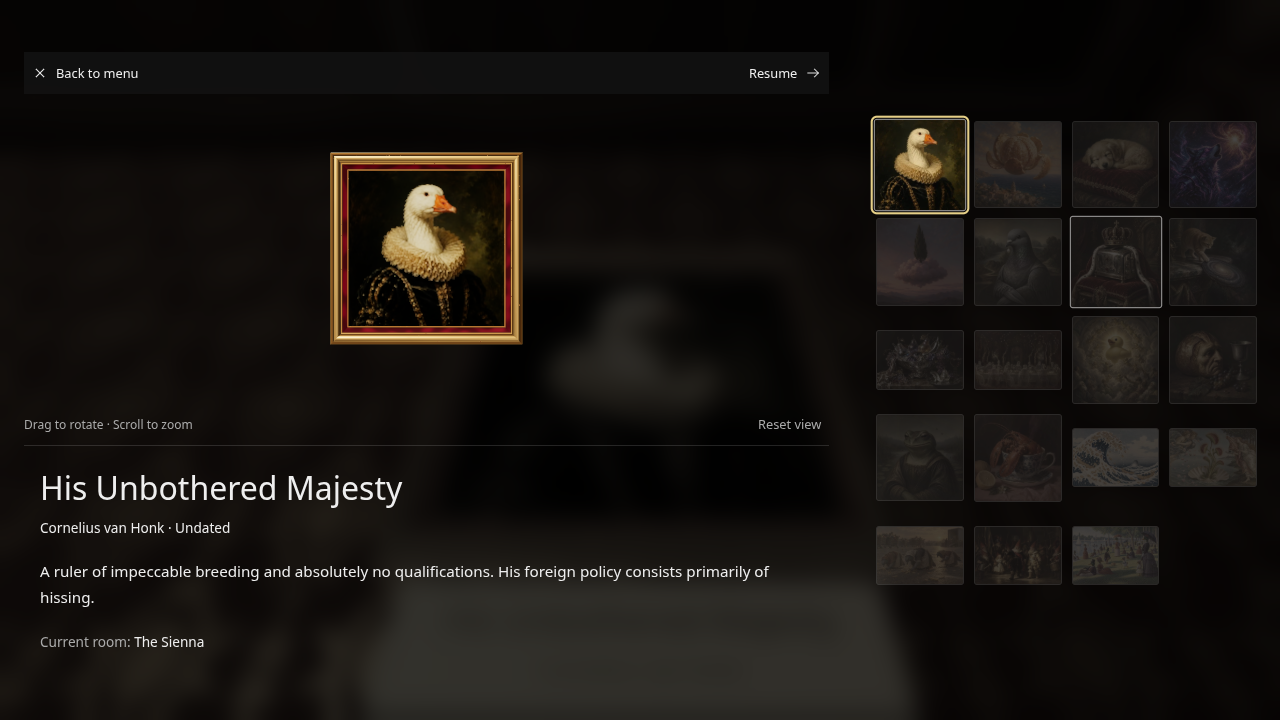 Back to menu
Resume
Drag to rotate · Scroll to zoom
Reset view
His Unbothered Majesty
Cornelius van Honk · Undated
A ruler of impeccable breeding and absolutely no qualifications. His foreign policy consists primarily of
hissing.
Current room: The Sienna